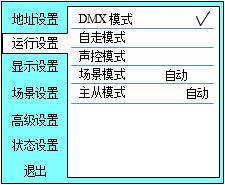 地址设置
运行设置
显示设置
场景设置
高级设置
状态设置
退出
DMX 模式 ✓
自走模式
声控模式
场景模式 自动
主从模式 自动